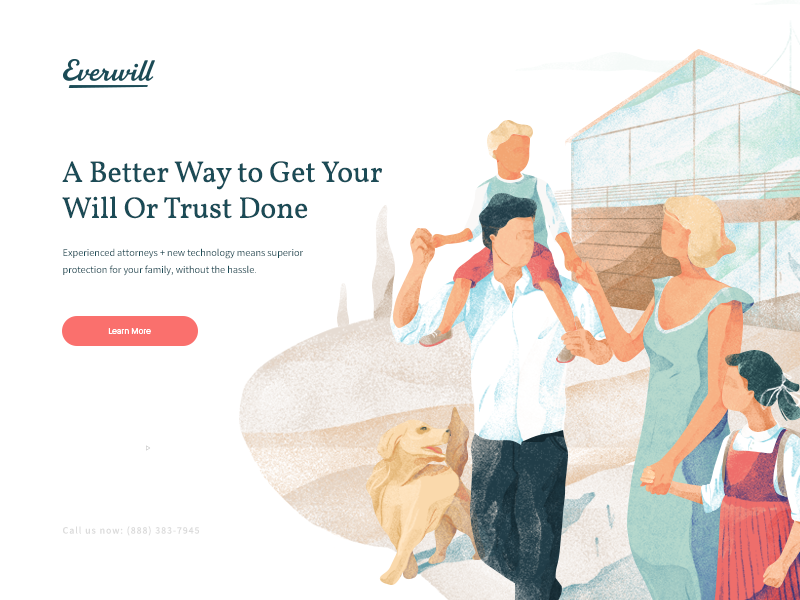 Everwill
A Better Way to Get Your
Will Or Trust Done
Experienced attorneys + new technology means superior
protection for your family, without the hassle.
Learn More
Call us now: (888) 383-7945